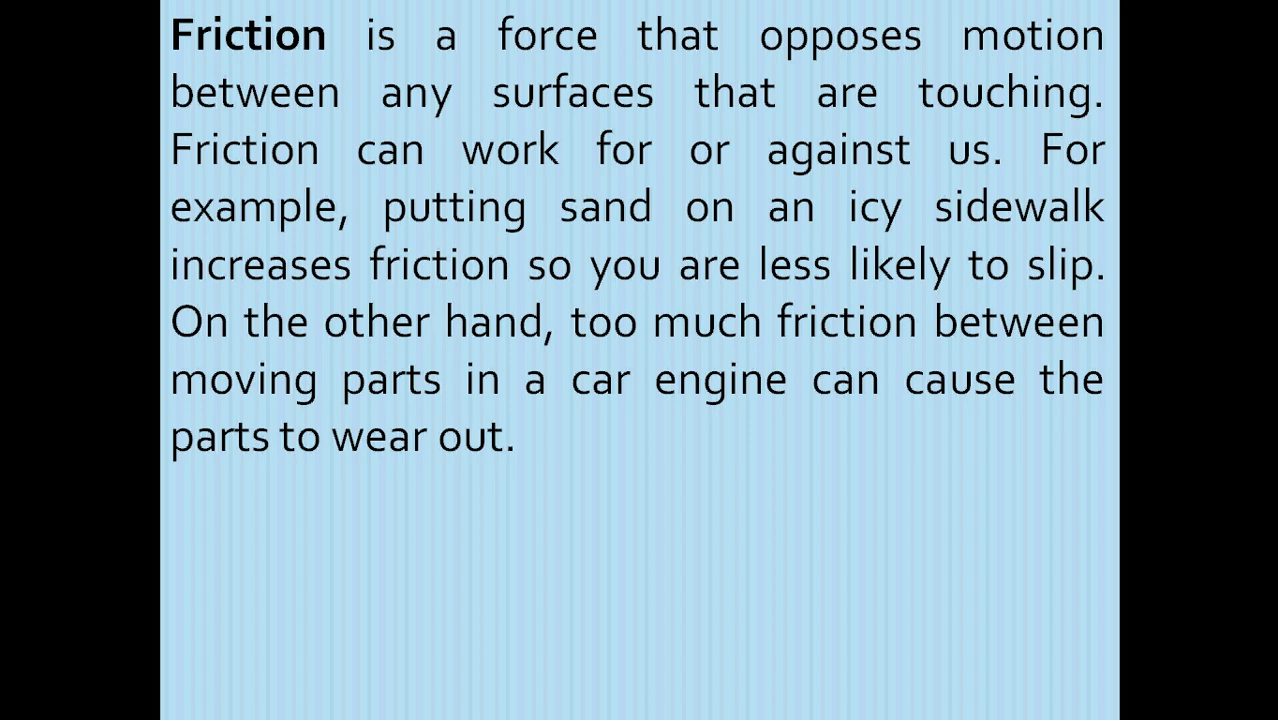 Friction is a force that opposes motion
between any surfaces that are touching.
Friction can work for or against us. For
example, putting sand on an icy sidewalk
increases friction so you are less likely to slip.
On the other hand, too much friction between
moving parts in a car engine can cause the
parts to wear out.